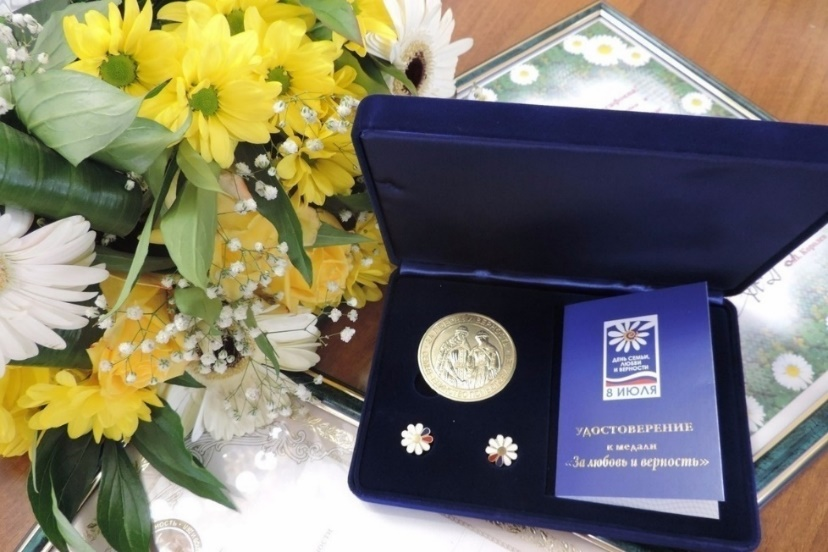 ДЕНЬ СЕМЬИ,
ЛЮБВИ
И ВЕРНОСТИ
8 ИЮЛЯ
УДОСТОВЕРЕНИЕ
к медали
«За любовь и верность»